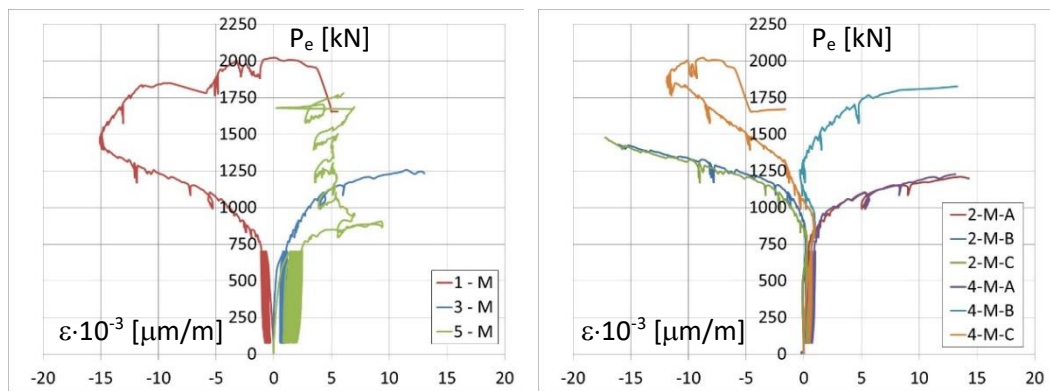 2250
Pₑ [kN]
2000
1750
1500
1250
1000
750
500
250
0
ε·10⁻³ [μm/m]
1 - M
3 - M
5 - M
-20 -15 -10 -5 0 5 10 15 20
2250
Pₑ [kN]
2000
1750
1500
1250
1000
750
500
250
0
ε·10⁻³ [μm/m]
2-M-A
2-M-B
2-M-C
4-M-A
4-M-B
4-M-C
-20 -15 -10 -5 0 5 10 15 20